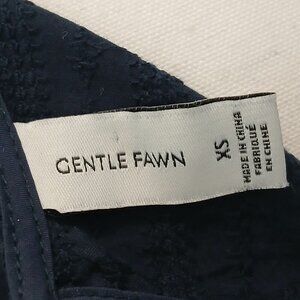 GENTLE FAWN
XS
MADE IN CHINA
FABRIQUÉ
EN CHINE